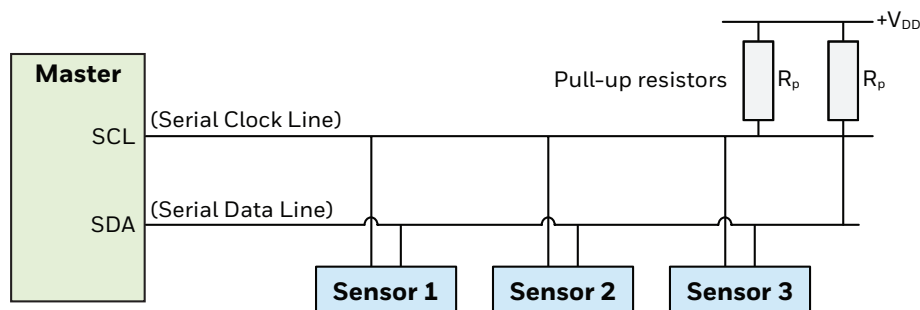 +VDD
Master
Pull-up resistors Rp Rp
(Serial Clock Line)
SCL
(Serial Data Line)
SDA
Sensor 1 Sensor 2 Sensor 3